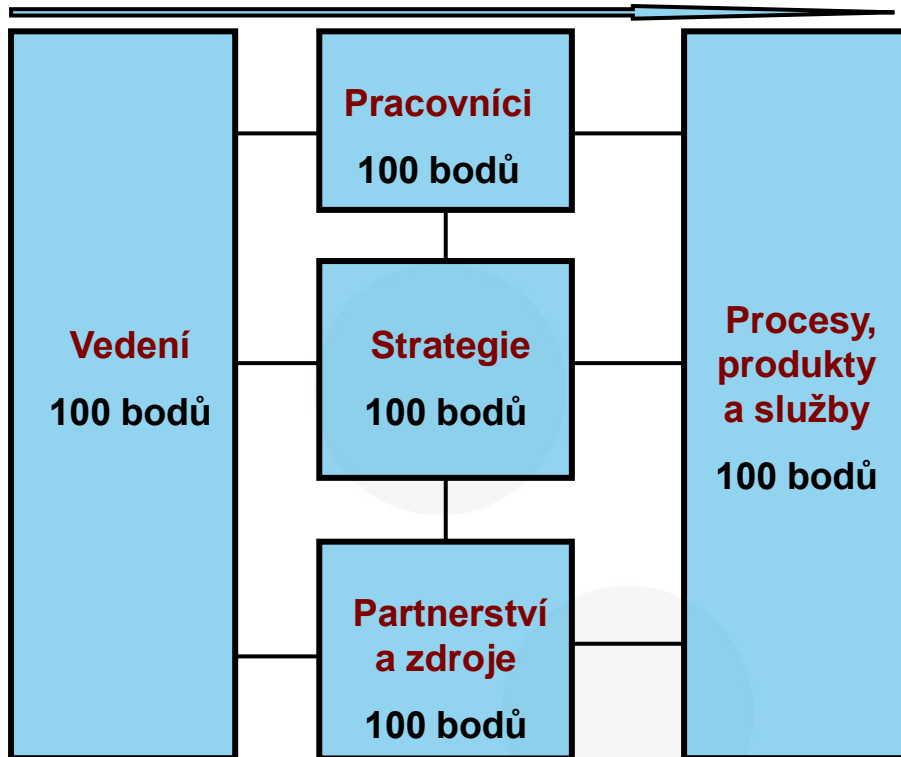 Vedení
100 bodů
Pracovníci
100 bodů
Strategie
100 bodů
Partnerství
a zdroje
100 bodů
Procesy,
produkty
a služby
100 bodů